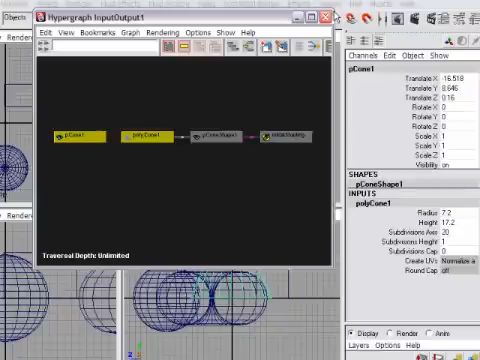 Objects
Hypergraph InputOutput1
Edit View Bookmarks Graph Rendering Options Show Help
Channels Edit Object Show
pCone1
Translate X -16.518
Translate Y 8.646
Translate Z 0.16
Rotate X 0
Rotate Y 0
Rotate Z 0
Scale X 1
Scale Y 1
Scale Z 1
Visibility on
SHAPES
pConeShape1
INPUTS
polyCone1
Radius 7.2
Height 17.2
Subdivisions Axis 20
Subdivisions Height 1
Subdivisions Cap 0
Create UVs Normalize a
Round Cap off
pCone1 polyCone1 pConeShape1
Traversal Depth: Unlimited
Display Render Anim
Layers Options Help